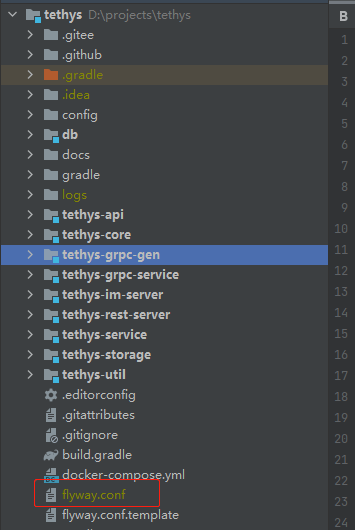 tethys D:\projects\tethys
.gitee
.github
.gradle
.idea
config
db
docs
gradle
logs
tethys-api
tethys-core
tethys-grpc-gen
tethys-grpc-service
tethys-im-server
tethys-rest-server
tethys-service
tethys-storage
tethys-util
.editorconfig
.gitattributes
.gitignore
build.gradle
docker-compose.yml
flyway.conf
flyway.conf.template
B
1
2
3
4
5
6
7
8
9
10
11
12
13
14
15
16
17
18
19
20
21
22
23
24